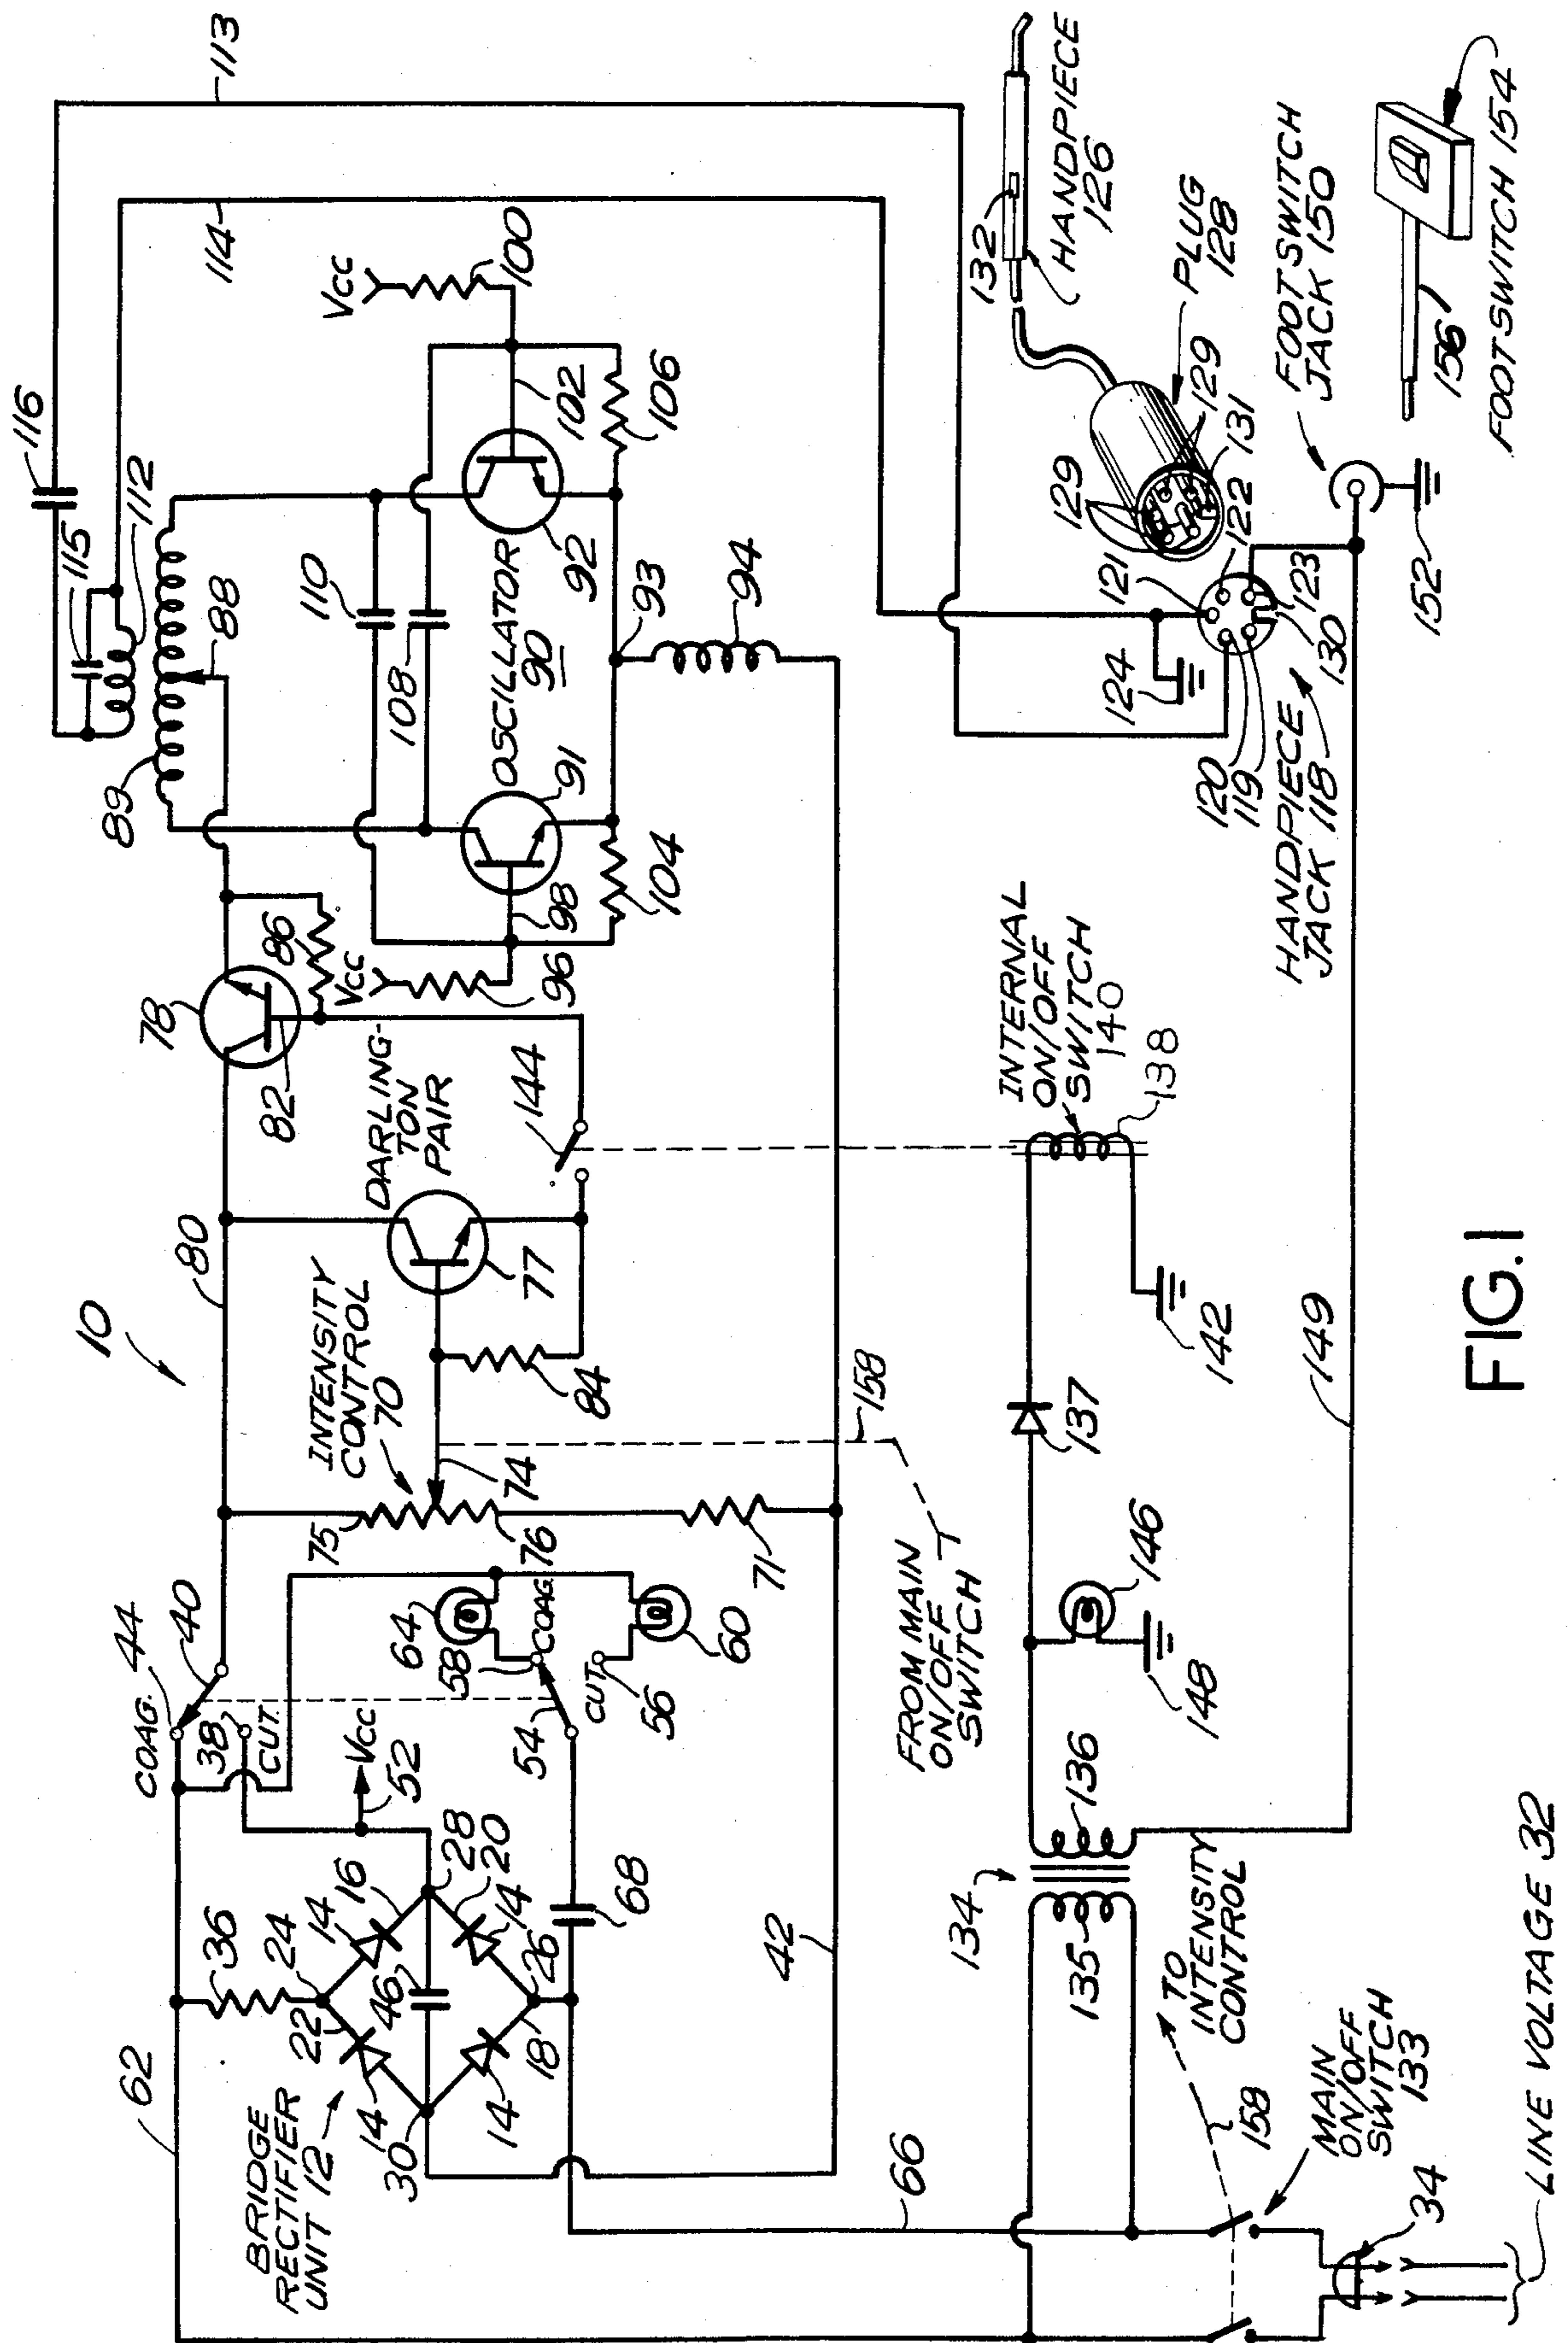 10
113
116
114
115
112
89
88
Vcc
100
110
108
102
OSCILLATOR
90
92
106
91
93
98
104
94
78
86
82
Vcc
96
DARLING-
TON
PAIR
144
80
77
INTENSITY
CONTROL
70
84
74
75
76
71
158
44
40
COAG.
38
CUT.
64
58
COAG.
CUT
56
60
54
Vcc
52
62
36
24
14
16
28
20
14
22
46
26
68
18
14
14
30
BRIDGE
RECTIFIER
UNIT 12
42
66
FROM MAIN
ON/OFF
SWITCH
132
HANDPIECE
126
PLUG
128
129
129
131
121
122
123
130
124
120
119
HANDPIECE
JACK 118
FOOTSWITCH
JACK 150
152
156
FOOTSWITCH 154
INTERNAL
ON/OFF
SWITCH
140
138
142
137
146
148
149
134
136
135
TO
INTENSITY
CONTROL
158
MAIN
ON/OFF
SWITCH
133
34
LINE VOLTAGE 32
FIG.1